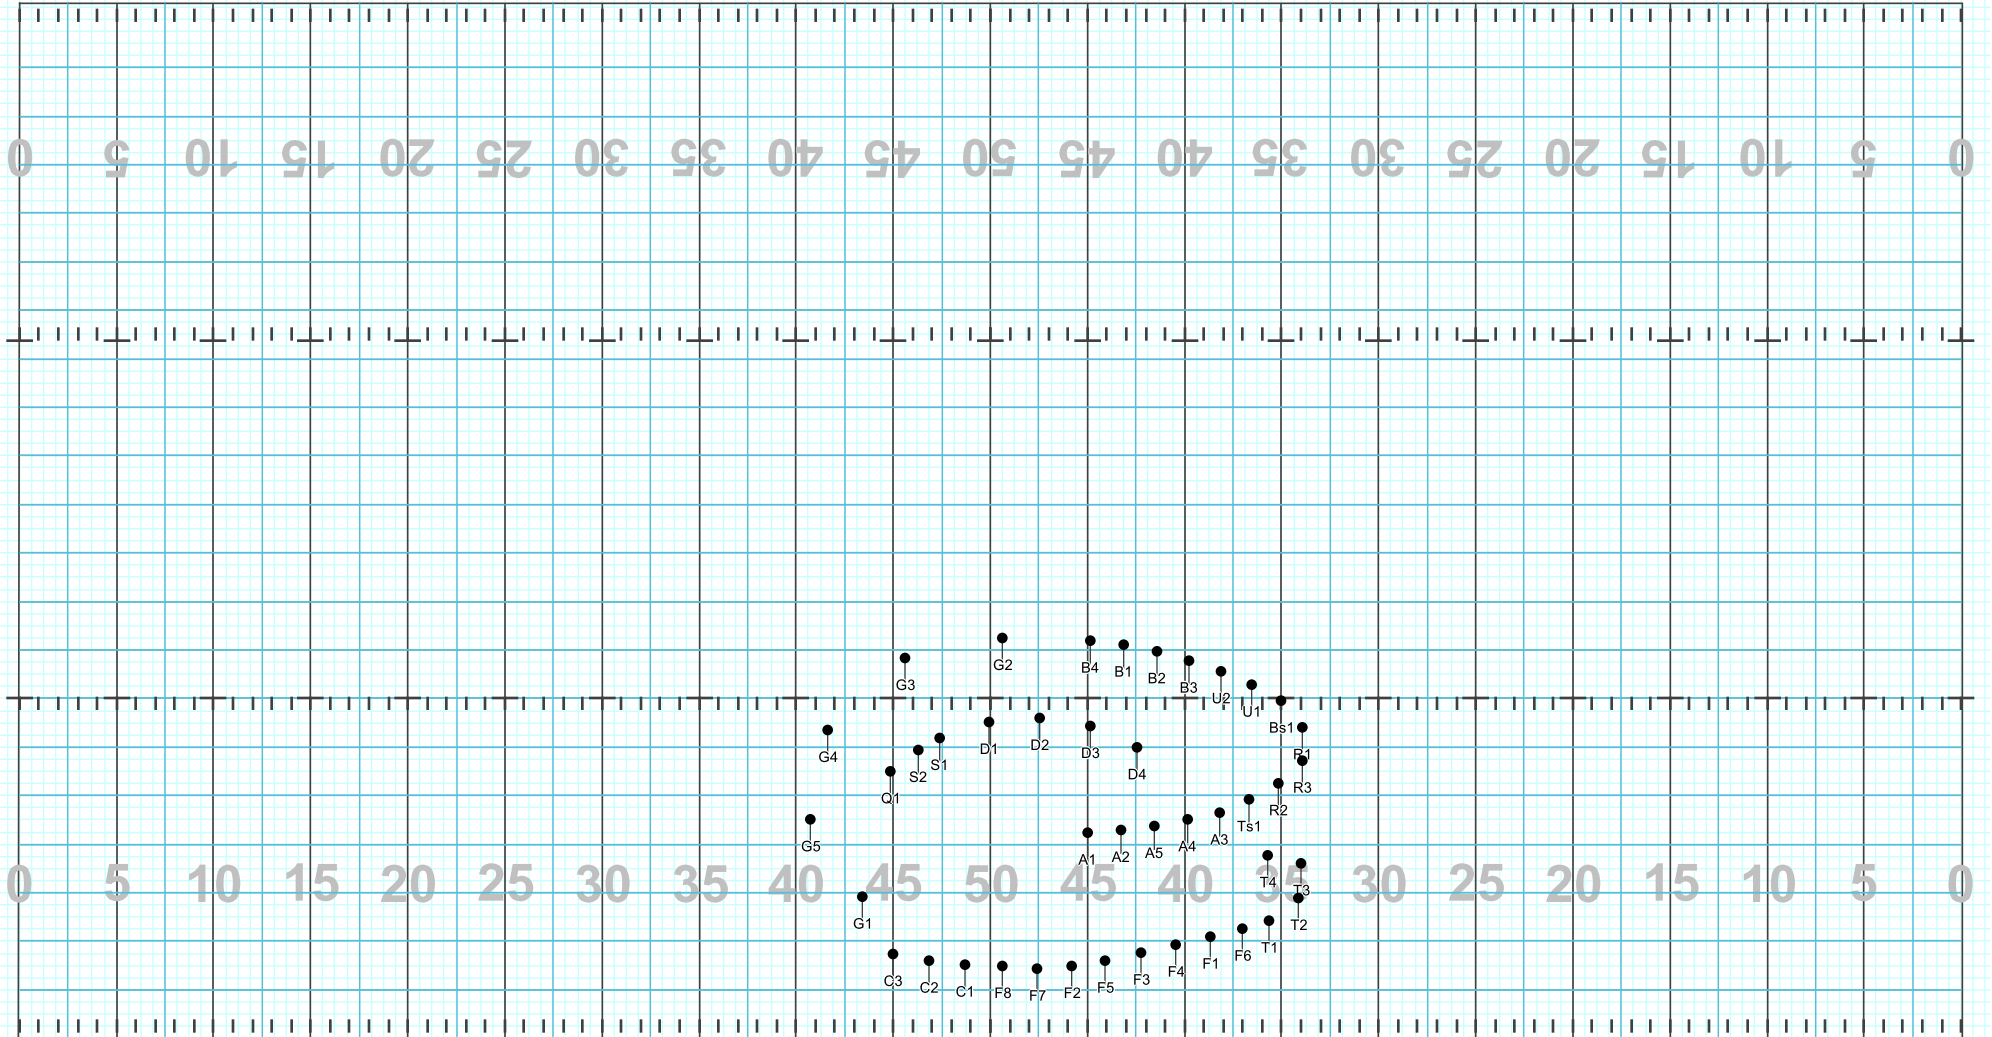 0 5 10 15 20 25 30 35 40 45 50 45 40 35 30 25 20 15 10 5 0
G2 B4 B1 B2 B3 U2 U1 Bs1
G3
G4 S2 S1 D1 D2 D3 D4 R1
Q1 R3
G5 A1 A2 A5 A4 A3 Ts1 R2
0 5 10 15 20 25 30 35 40 45 50 45 40 35 30 25 20 15 10 5 0
T4 T3
G1 T2
C3 C2 C1 F8 F7 F2 F5 F3 F4 F1 F6 T1